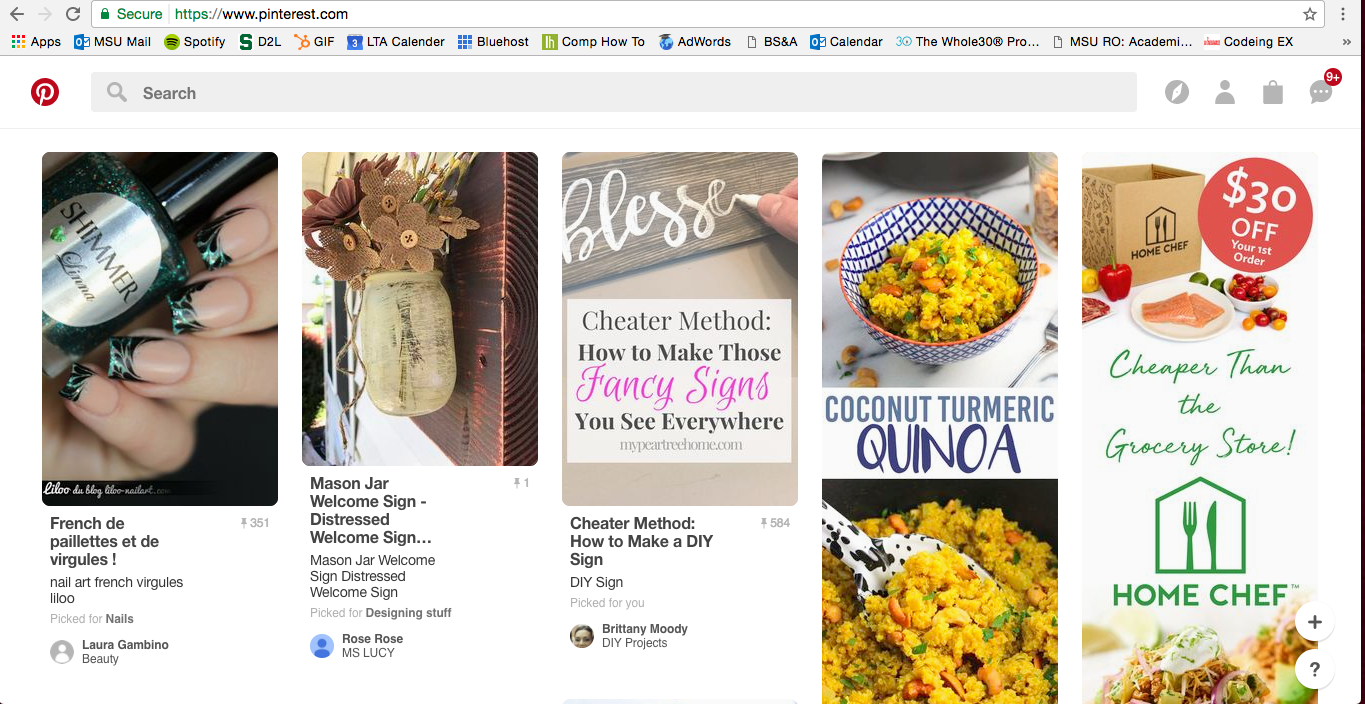 Secure https://www.pinterest.com
Apps MSU Mail Spotify D2L GIF LTA Calender Bluehost Comp How To AdWords BS&A Calendar The Whole30® Pro... MSU RO: Academi... Codeing EX »
Search
9+
SHIMMER
Linna
Liloo du blog liloo-nailart.com
French de
paillettes et de
virgules !
351
nail art french virgules
liloo
Picked for Nails
Laura Gambino
Beauty
Mason Jar
Welcome Sign -
Distressed
Welcome Sign...
1
Mason Jar Welcome
Sign Distressed
Welcome Sign
Picked for Designing stuff
Rose Rose
MS LUCY
blesse
Cheater Method:
How to Make Those
Fancy Signs
You See Everywhere
mypeartreehome.com
Cheater Method:
How to Make a DIY
Sign
584
DIY Sign
Picked for you
Brittany Moody
DIY Projects
COCONUT TURMERIC
QUINOA
HOME CHEF
$30
OFF
Your 1st
Order
Cheaper Than
the
Grocery Store!
HOME CHEF™
+
?